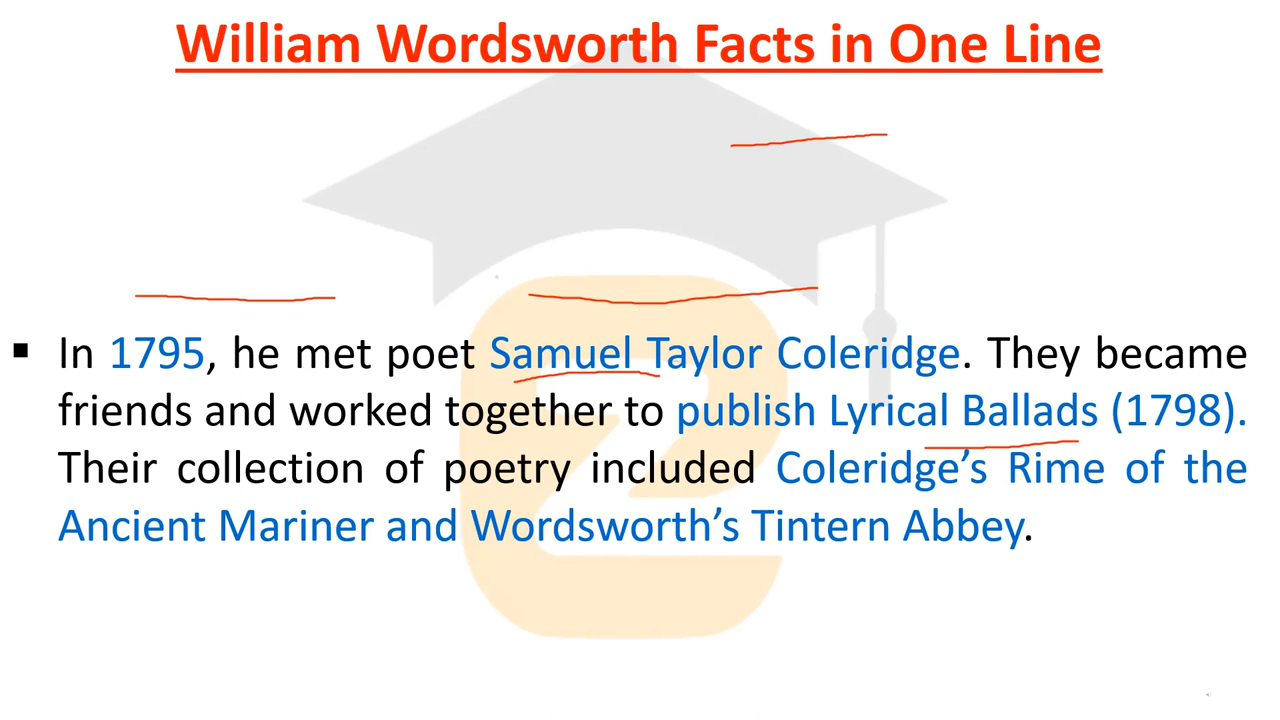 William Wordsworth Facts in One Line
▪ In 1795, he met poet Samuel Taylor Coleridge. They became
friends and worked together to publish Lyrical Ballads (1798).
Their collection of poetry included Coleridge’s Rime of the
Ancient Mariner and Wordsworth’s Tintern Abbey.